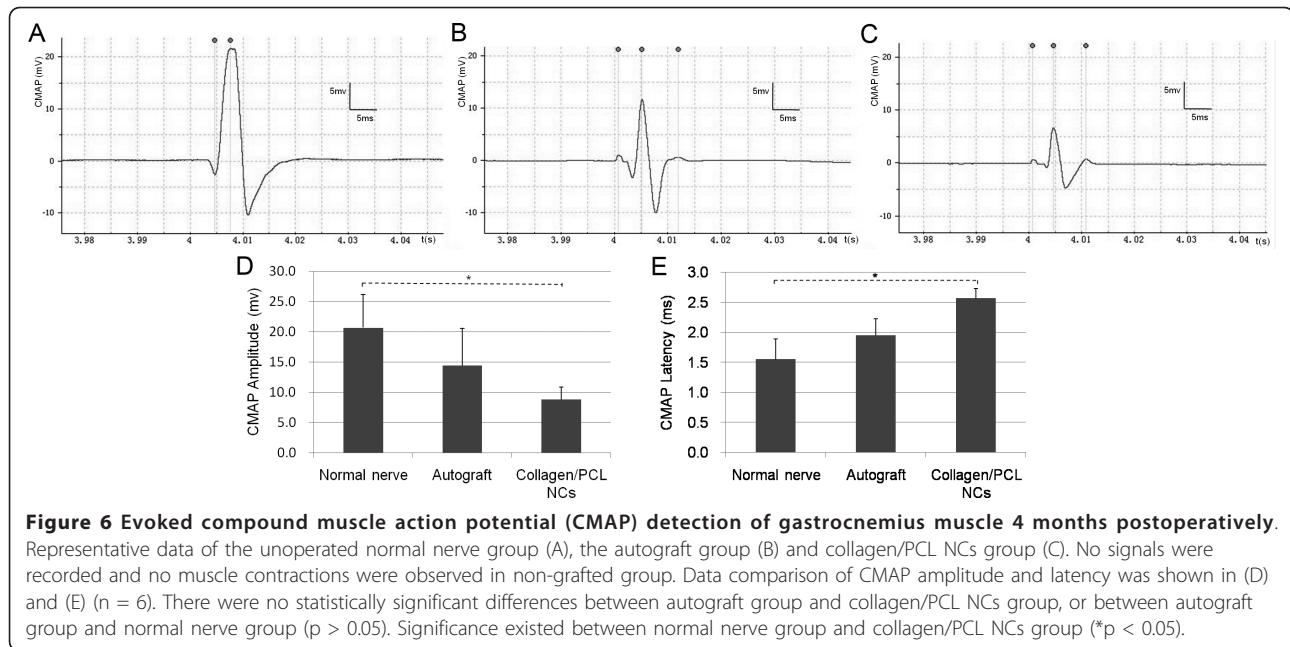 A
B
C
20
10
0
-10
CMAP (mV)
5mv
5ms
3.98 3.99 4 4.01 4.02 4.03 4.04 t(s)
20
10
0
-10
CMAP (mV)
5mv
5ms
3.98 3.99 4 4.01 4.02 4.03 4.04 t(s)
20
10
0
-10
CMAP (mV)
5mv
5ms
3.98 3.99 4 4.01 4.02 4.03 4.04 t(s)
D
CMAP Amplitude (mv)
30.0
25.0
20.0
15.0
10.0
5.0
0.0
*
Normal nerve Autograft Collagen/PCL
NCs
E
CMAP Latency (ms)
3.0
2.5
2.0
1.5
1.0
0.5
0.0
*
Normal nerve Autograft Collagen/PCL
NCs
Figure 6 Evoked compound muscle action potential (CMAP) detection of gastrocnemius muscle 4 months postoperatively.
Representative data of the unoperated normal nerve group (A), the autograft group (B) and collagen/PCL NCs group (C). No signals were
recorded and no muscle contractions were observed in non-grafted group. Data comparison of CMAP amplitude and latency was shown in (D)
and (E) (n = 6). There were no statistically significant differences between autograft group and collagen/PCL NCs group, or between autograft
group and normal nerve group (p > 0.05). Significance existed between normal nerve group and collagen/PCL NCs group (*p < 0.05).